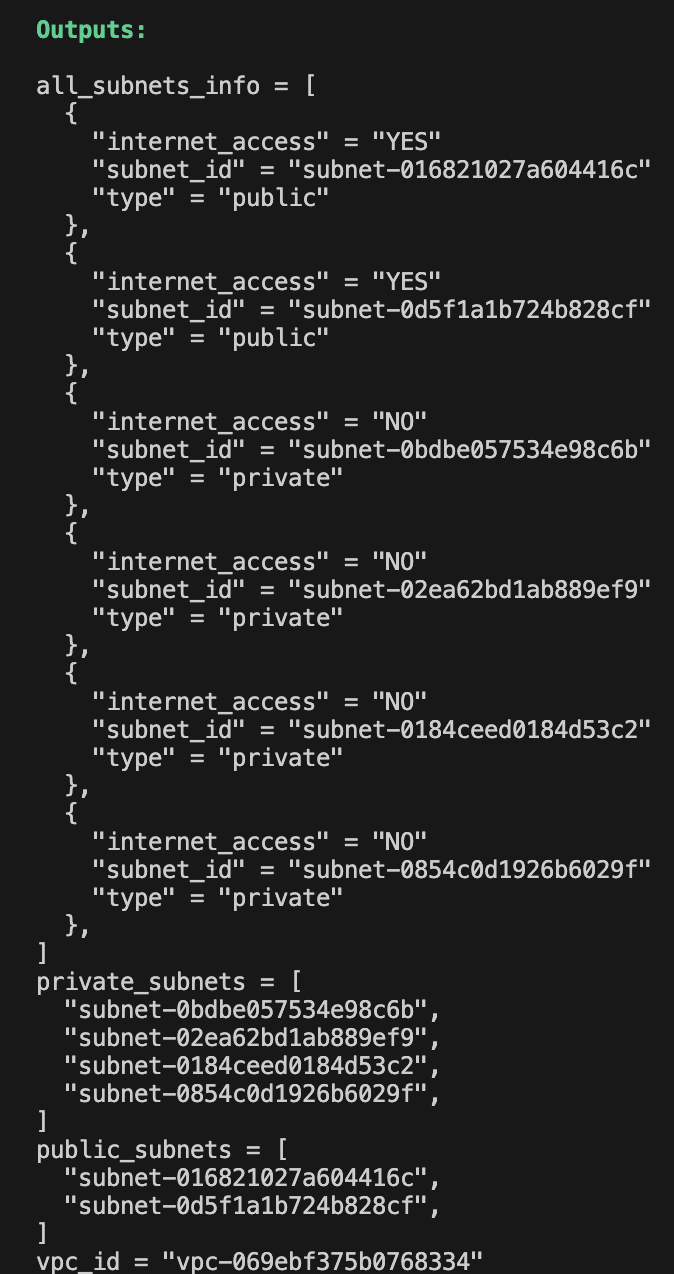 Outputs:
all_subnets_info = [
  {
    "internet_access" = "YES"
    "subnet_id" = "subnet-016821027a604416c"
    "type" = "public"
  },
  {
    "internet_access" = "YES"
    "subnet_id" = "subnet-0d5f1a1b724b828cf"
    "type" = "public"
  },
  {
    "internet_access" = "NO"
    "subnet_id" = "subnet-0bdbe057534e98c6b"
    "type" = "private"
  },
  {
    "internet_access" = "NO"
    "subnet_id" = "subnet-02ea62bd1ab889ef9"
    "type" = "private"
  },
  {
    "internet_access" = "NO"
    "subnet_id" = "subnet-0184ceed0184d53c2"
    "type" = "private"
  },
  {
    "internet_access" = "NO"
    "subnet_id" = "subnet-0854c0d1926b6029f"
    "type" = "private"
  },
]
private_subnets = [
  "subnet-0bdbe057534e98c6b",
  "subnet-02ea62bd1ab889ef9",
  "subnet-0184ceed0184d53c2",
  "subnet-0854c0d1926b6029f",
]
public_subnets = [
  "subnet-016821027a604416c",
  "subnet-0d5f1a1b724b828cf",
]
vpc_id = "vpc-069ebf375b0768334"